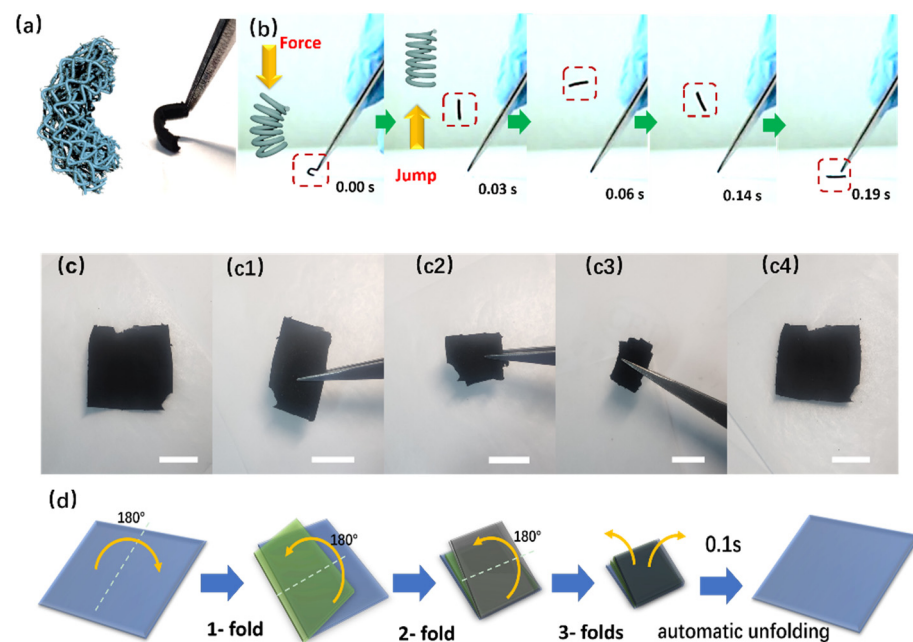 (a)
(b)
Force
Jump
0.00 s
0.03 s
0.06 s
0.14 s
0.19 s
(c)
(c1)
(c2)
(c3)
(c4)
(d)
180°
180°
180°
0.1s
1- fold
2- fold
3- folds
automatic unfolding